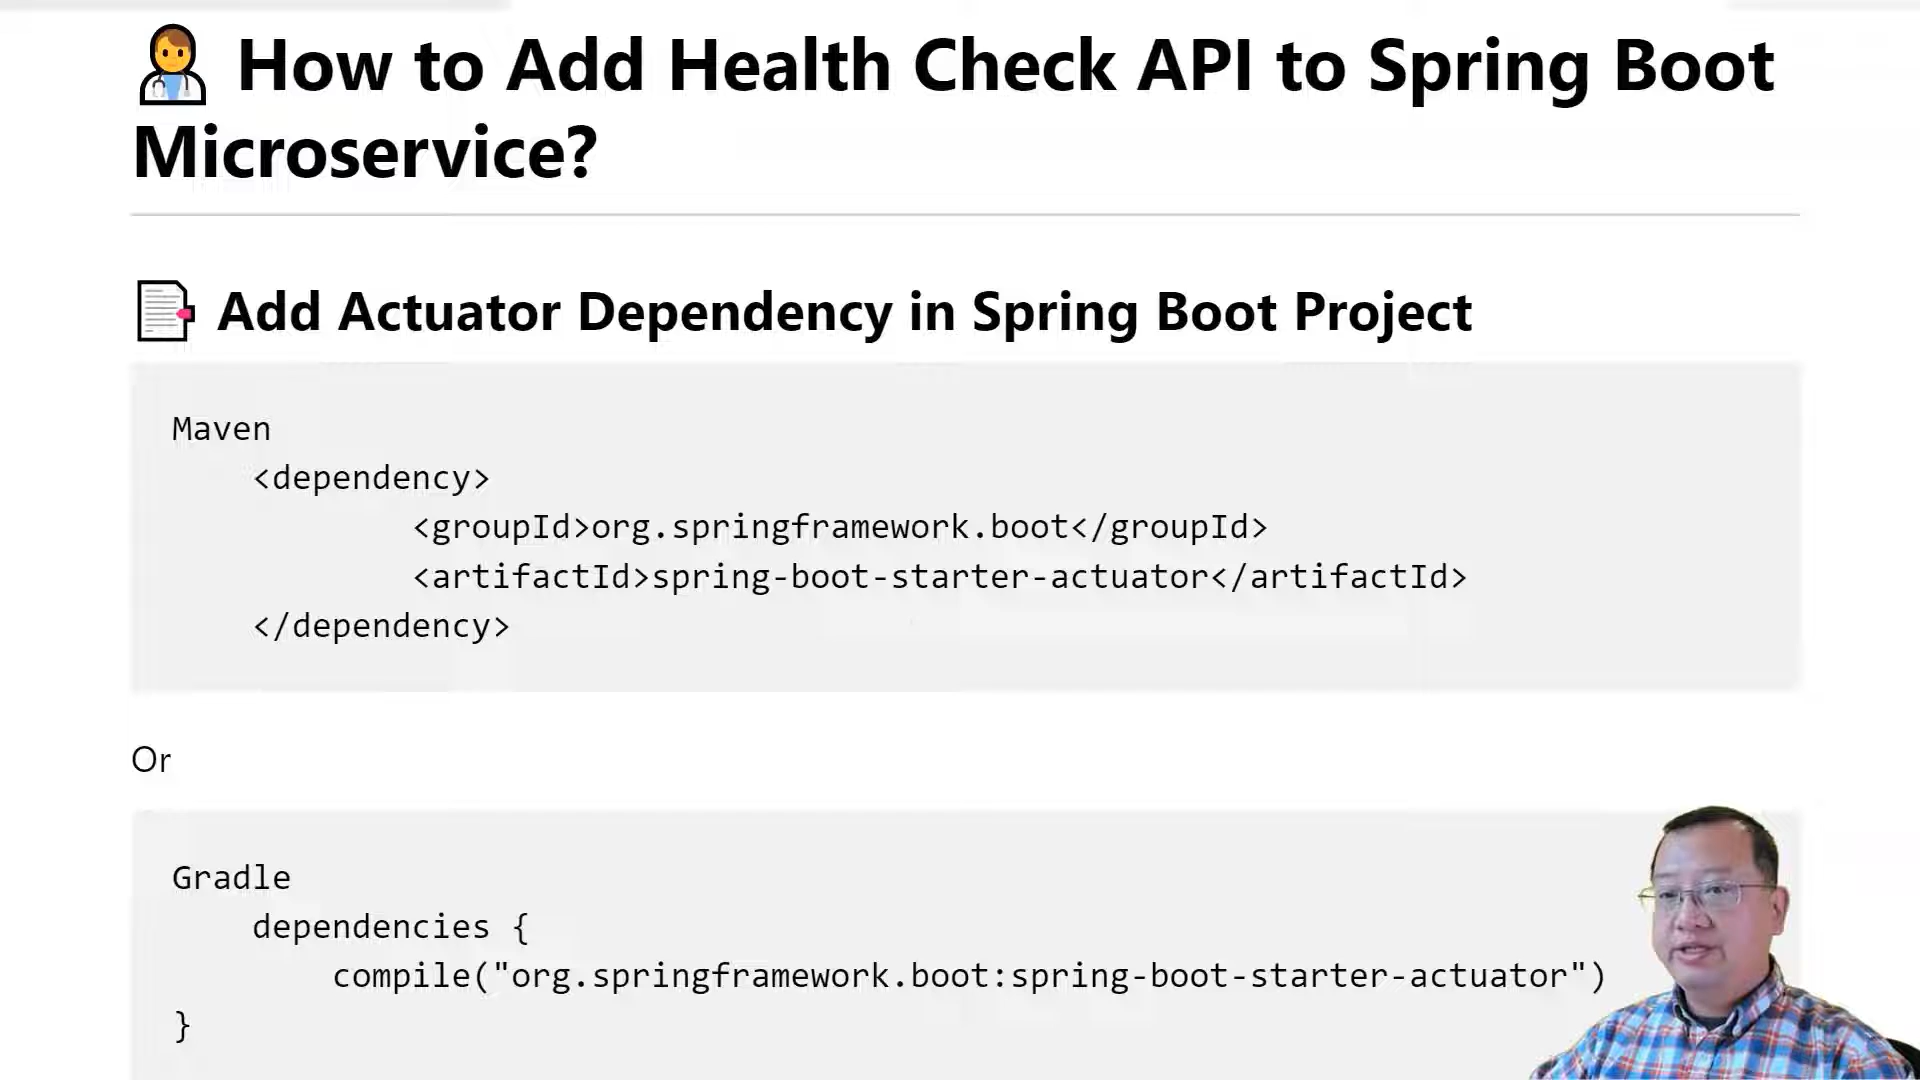 How to Add Health Check API to Spring Boot
Microservice?
Add Actuator Dependency in Spring Boot Project
Maven
<dependency>
<groupId>org.springframework.boot</groupId>
<artifactId>spring-boot-starter-actuator</artifactId>
</dependency>
Or
Gradle
dependencies {
compile("org.springframework.boot:spring-boot-starter-actuator")
}